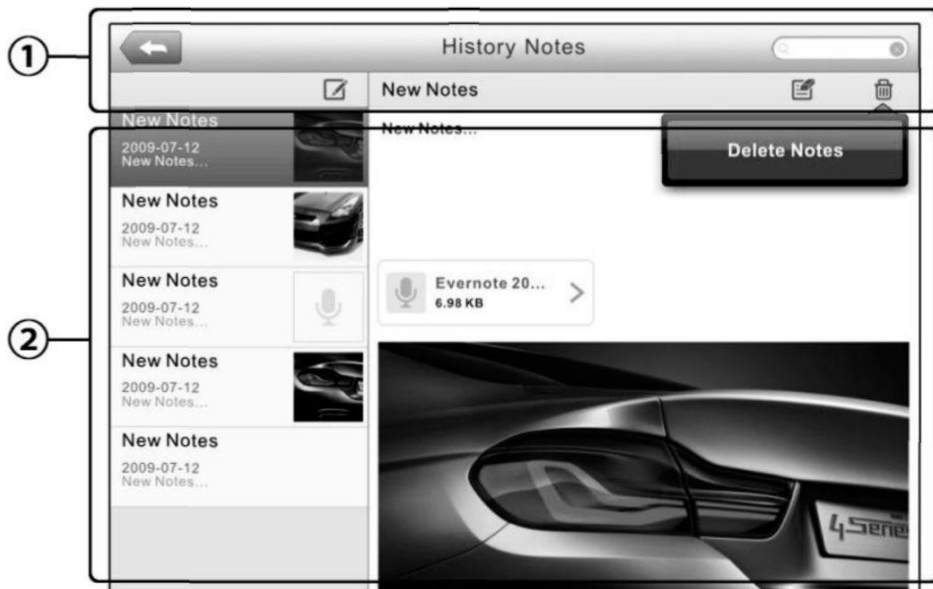 1
History Notes
New Notes
New Notes
2009-07-12
New Notes...
New Notes...
Delete Notes
New Notes
2009-07-12
New Notes...
New Notes
2009-07-12
New Notes...
Evernote 20...
6.98 KB
2
New Notes
2009-07-12
New Notes...
New Notes
2009-07-12
New Notes...
4Series